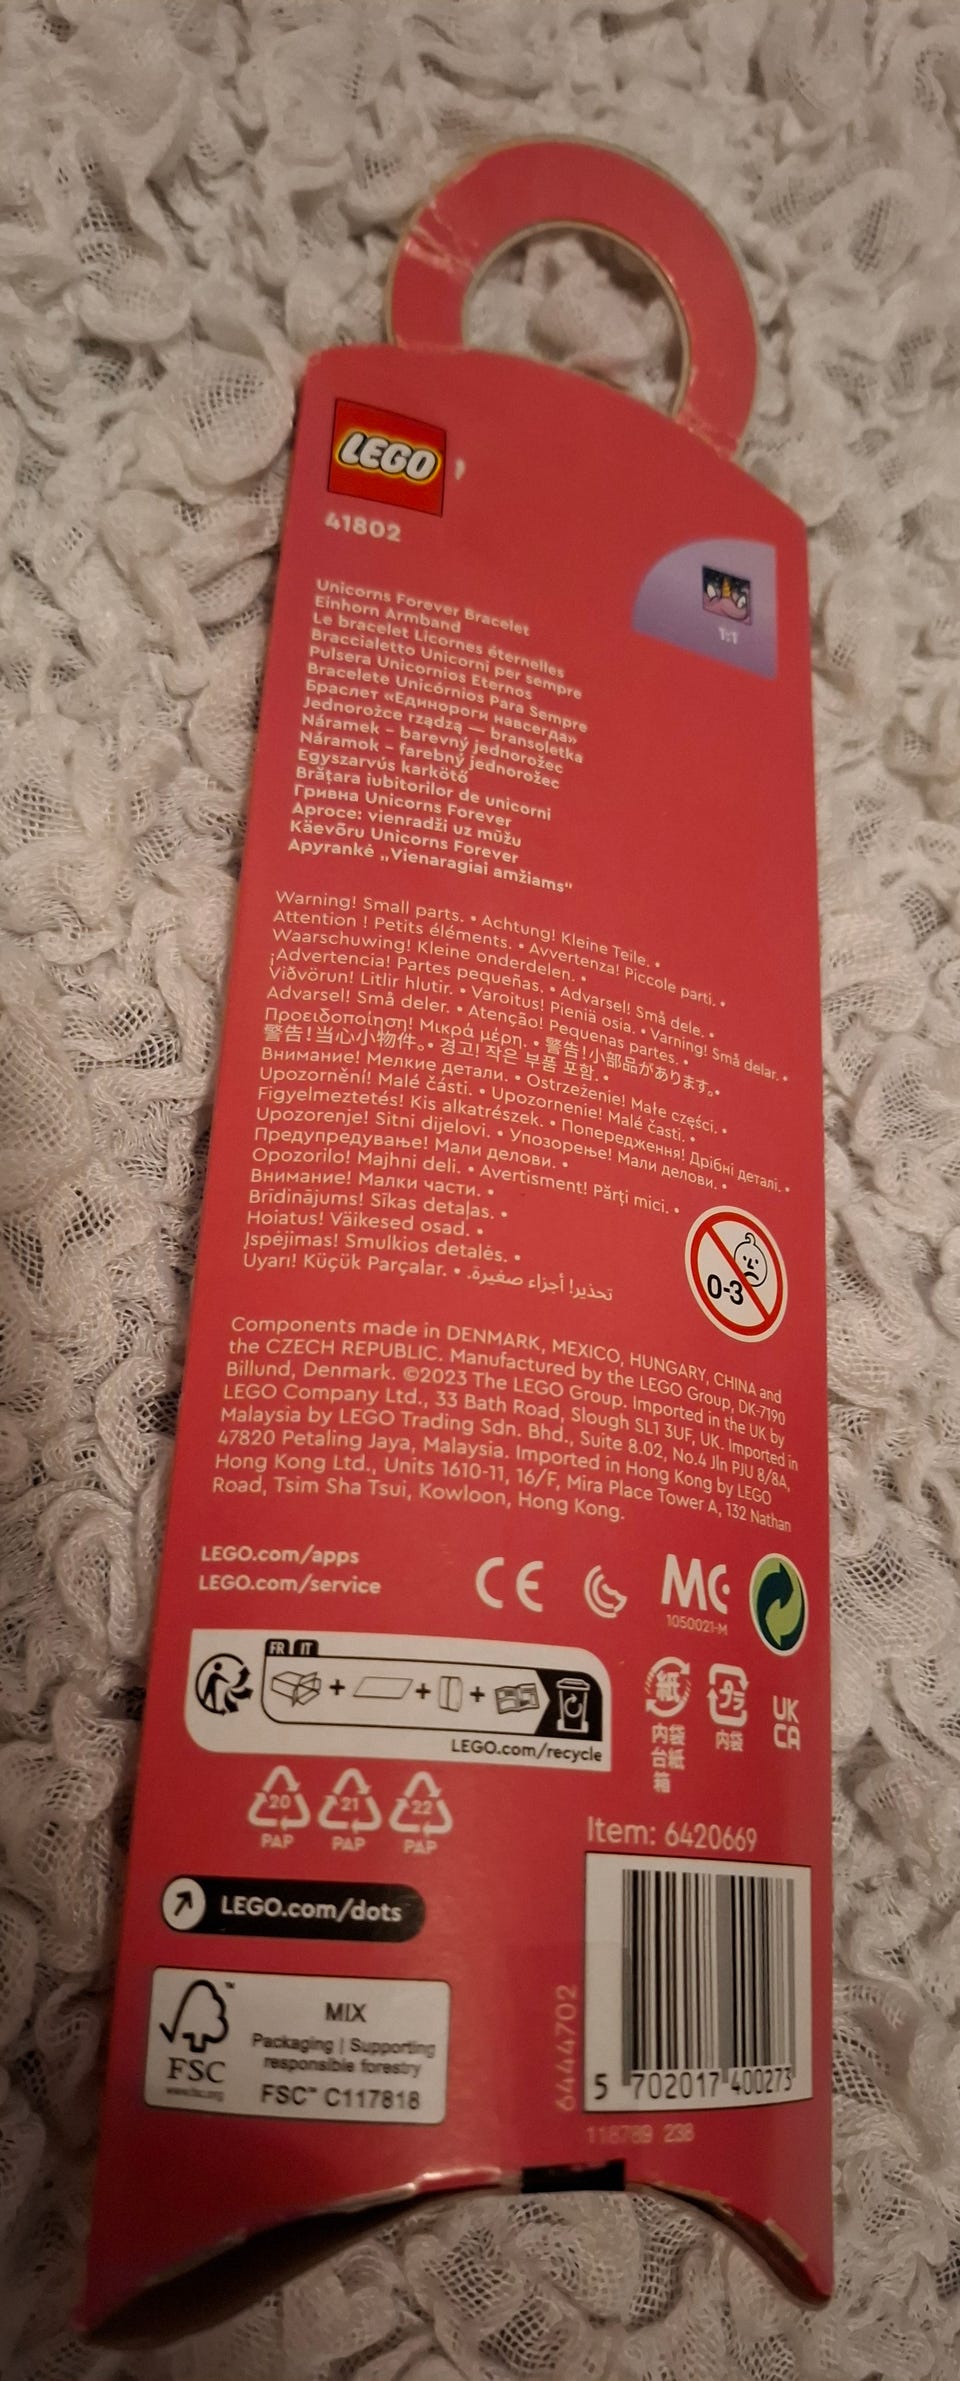 LEGO
41802
1:1
Unicorns Forever Bracelet
Einhorn Armband
Le bracelet Licornes éternelles
Braccialetto Unicorni per sempre
Pulsera Unicornios Eternos
Bracelete Unicórnios Para Sempre
Браслет «Единороги навсегда»
Jednorożce rządzą — bransoletka
Náramek – barevný jednorožec
Náramok – farebný jednorožec
Egyszarvús karkötő
Brățara iubitorilor de unicorni
Гривна Unicorns Forever
Aproce: vienradži uz mūžu
Käevõru Unicorns Forever
Apyrankė „Vienaragiai amžiams“
Warning! Small parts. • Achtung! Kleine Teile. •
Attention ! Petits éléments. • Avvertenza! Piccole parti. •
Waarschuwing! Kleine onderdelen. •
¡Advertencia! Partes pequeñas. • Advarsel! Små dele. •
Viðvörun! Litlir hlutir. • Varoitus! Pieniä osia. • Varning! Små delar. •
Advarsel! Små deler. • Atenção! Pequenas partes. •
Προειδοποίηση! Μικρά μέρη. • 警告!小部品があります。•
警告!当心小物件。• 경고! 작은 부품 포함. •
Внимание! Мелкие детали. • Ostrzeżenie! Małe części. •
Upozornění! Malé části. • Upozornenie! Malé časti. •
Figyelmeztetés! Kis alkatrészek. • Попередження! Дрібні деталі. •
Upozorenje! Sitni dijelovi. • Упозорење! Мали делови. •
Предупредување! Мали делови. •
Opozorilo! Majhni deli. • Avertisment! Părți mici. •
Внимание! Малки части. •
Brīdinājums! Sīkas detaļas. •
Hoiatus! Väikesed osad. •
Įspėjimas! Smulkios detalės. •
Uyarı! Küçük Parçalar. • تحذير! أجزاء صغيرة.
0-3
Components made in DENMARK, MEXICO, HUNGARY, CHINA and
the CZECH REPUBLIC. Manufactured by the LEGO Group, DK-7190
Billund, Denmark. ©2023 The LEGO Group. Imported in the UK by
LEGO Company Ltd., 33 Bath Road, Slough SL1 3UF, UK. Imported in
Malaysia by LEGO Trading Sdn. Bhd., Suite 8.02, No.4 Jln PJU 8/8A,
47820 Petaling Jaya, Malaysia. Imported in Hong Kong by LEGO
Hong Kong Ltd., Units 1610-11, 16/F, Mira Place Tower A, 132 Nathan
Road, Tsim Sha Tsui, Kowloon, Hong Kong.
LEGO.com/apps
LEGO.com/service
CE
MC
1050021-M
FR IT
LEGO.com/recycle
紙
内袋
台紙
箱
プラ
内袋
UK
CA
20 21 22
PAP PAP PAP
Item: 6420669
LEGO.com/dots
FSC™
www.fsc.org
MIX
Packaging | Supporting
responsible forestry
FSC™ C117818
6444702
5 702017 400273
118789 238